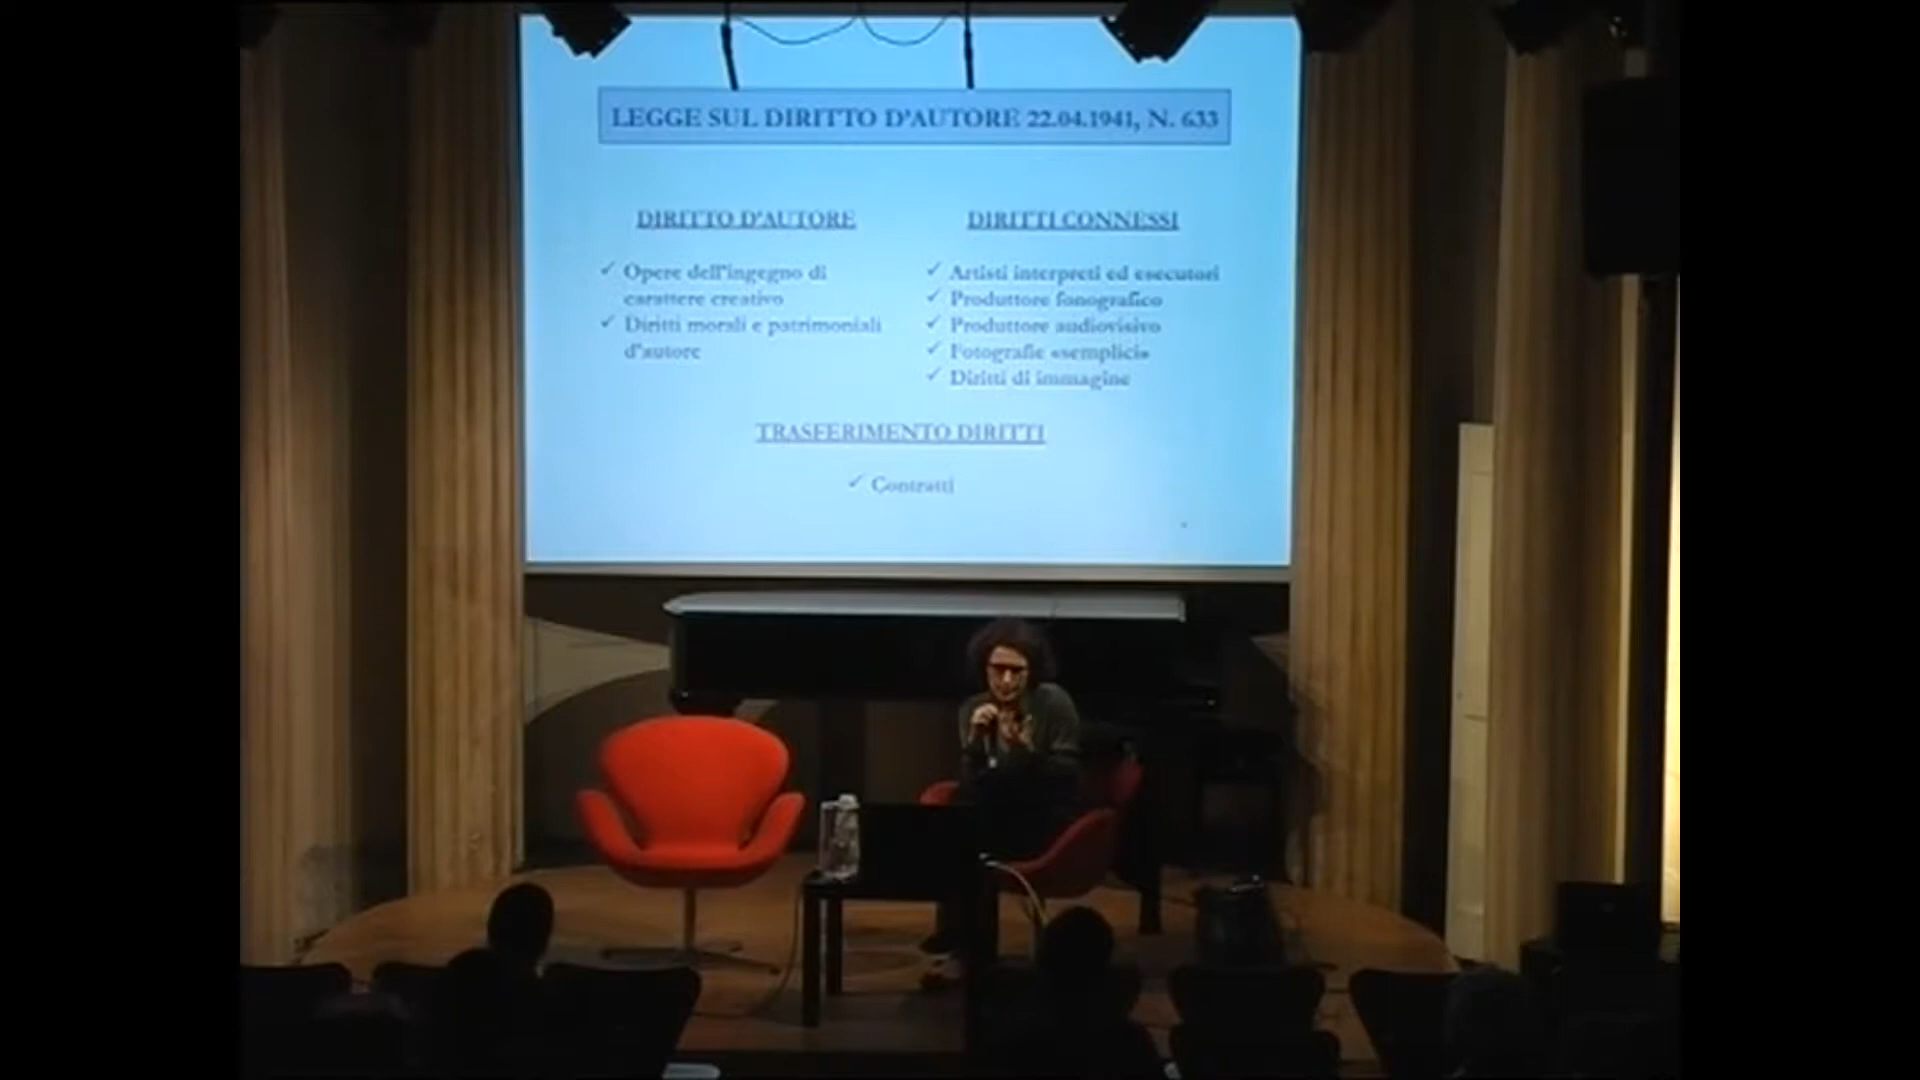 LEGGE SUL DIRITTO D'AUTORE 22.04.1941, N. 633
DIRITTO D'AUTORE
✓ Opere dell'ingegno di
carattere creativo
✓ Diritti morali e patrimoniali
d'autore
DIRITTI CONNESSI
✓ Artisti interpreti ed esecutori
✓ Produttore fonografico
✓ Produttore audiovisivo
✓ Fotografie «semplici»
✓ Diritti di immagine
TRASFERIMENTO DIRITTI
✓ Contratti